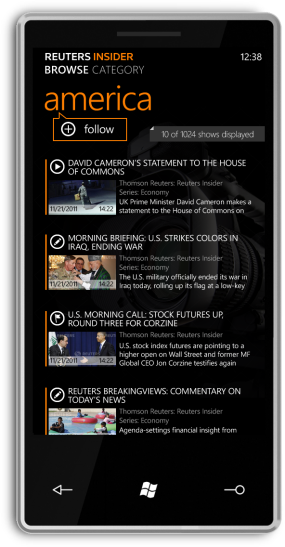 REUTERS INSIDER 12:38
BROWSE CATEGORY
america
follow
10 of 1024 shows displayed
DAVID CAMERON'S STATEMENT TO THE HOUSE
OF COMMONS
Thomson Reuters: Reuters Insider
Series: Economy
UK Prime Minister David Cameron makes a
statement to the House of Commons on
11/21/2011 14:22
MORNING BRIEFING: U.S. STRIKES COLORS IN
IRAQ, ENDING WAR
Thomson Reuters: Reuters Insider
Series: Economy
The U.S. military officially ended its war in
Iraq today, rolling up its flag at a low-key
11/21/2011 14:22
U.S. MORNING CALL: STOCK FUTURES UP,
ROUND THREE FOR CORZINE
Thomson Reuters: Reuters Insider
Series: Economy
U.S. stock index futures are pointing to a
higher open on Wall Street and former MF
Global CEO Jon Corzine testifies again
11/21/2011 14:22
REUTERS BREAKINGVIEWS: COMMENTARY ON
TODAY'S NEWS
Thomson Reuters: Reuters Insider
Series: Economy
Agenda-settings financial insight from